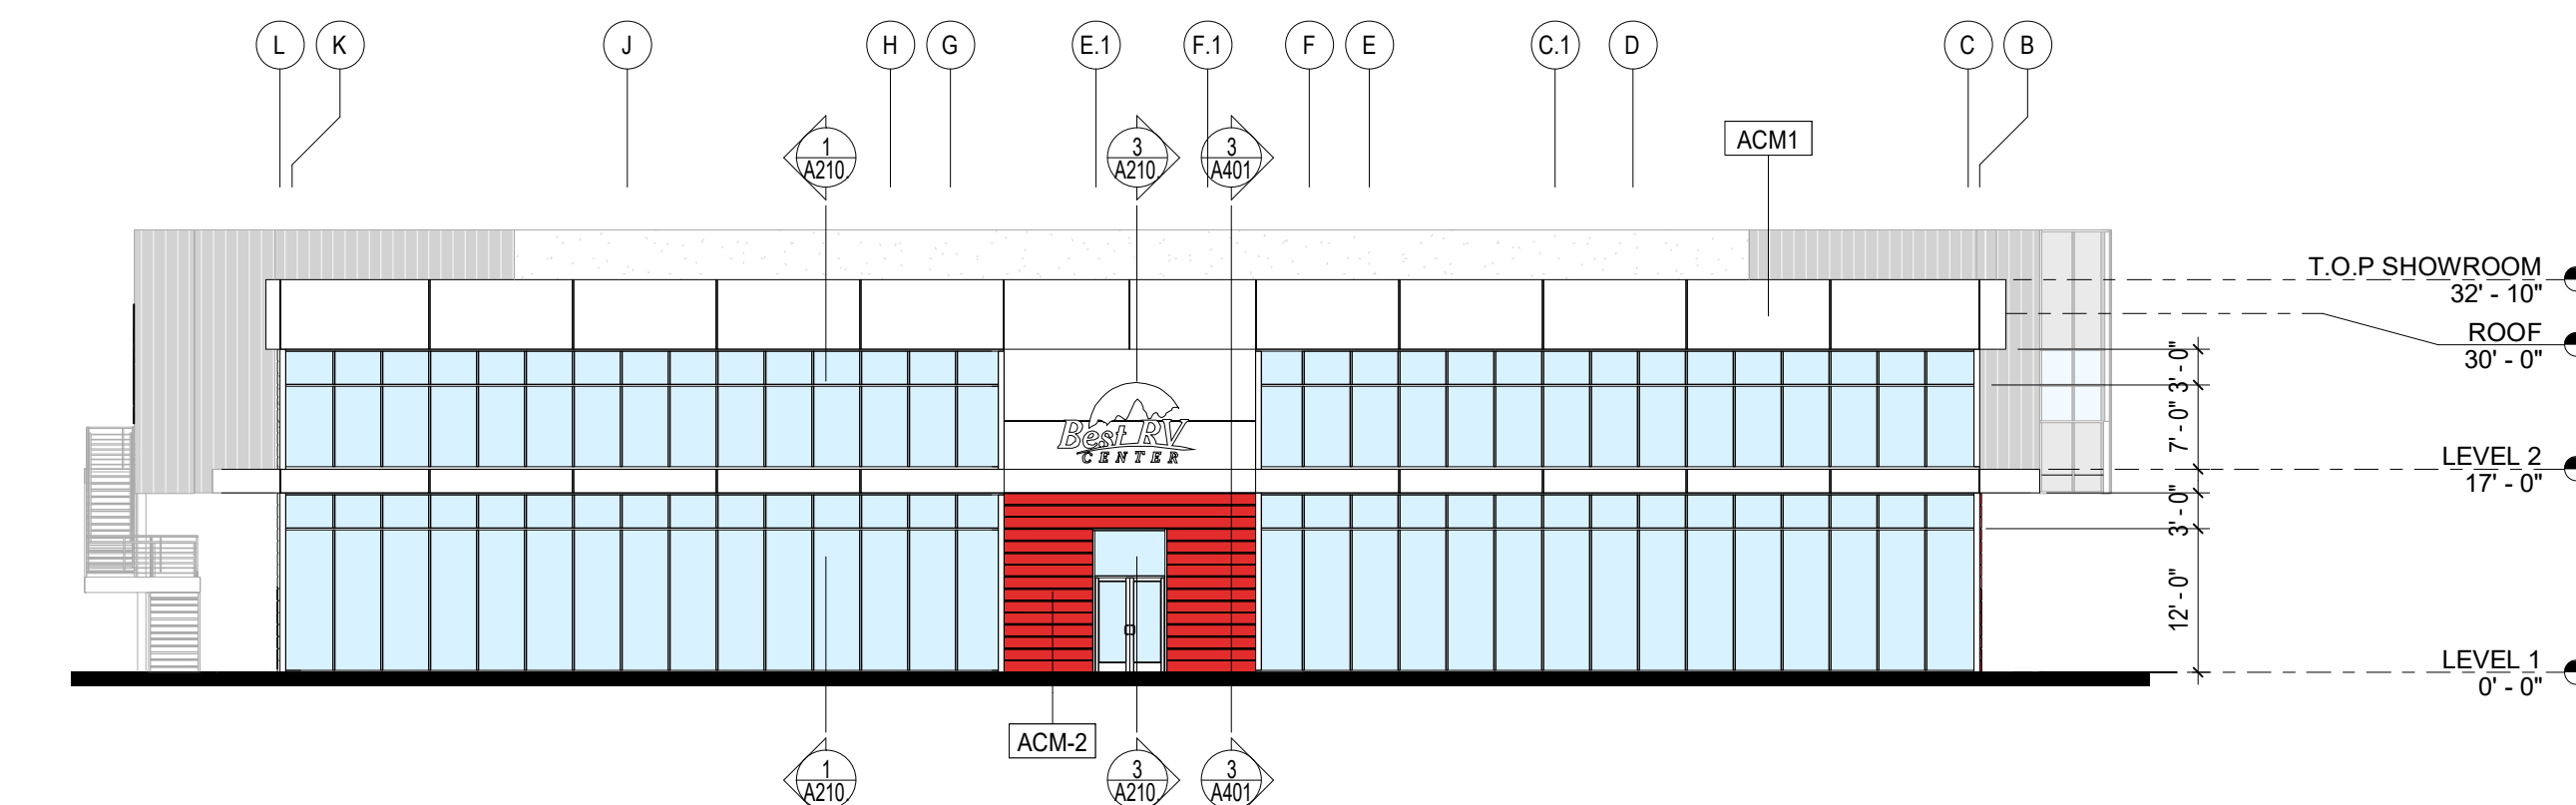 L K J H G E.1 F.1 F E C.1 D C B
1
A210.
3
A210.
3
A401
ACM1
T.O.P SHOWROOM
32' - 10"
ROOF
30' - 0"
3' - 0"
7' - 0"
Best RV
CENTER
LEVEL 2
17' - 0"
3' - 0"
12' - 0"
LEVEL 1
0' - 0"
ACM-2
1
A210.
3
A210.
3
A401